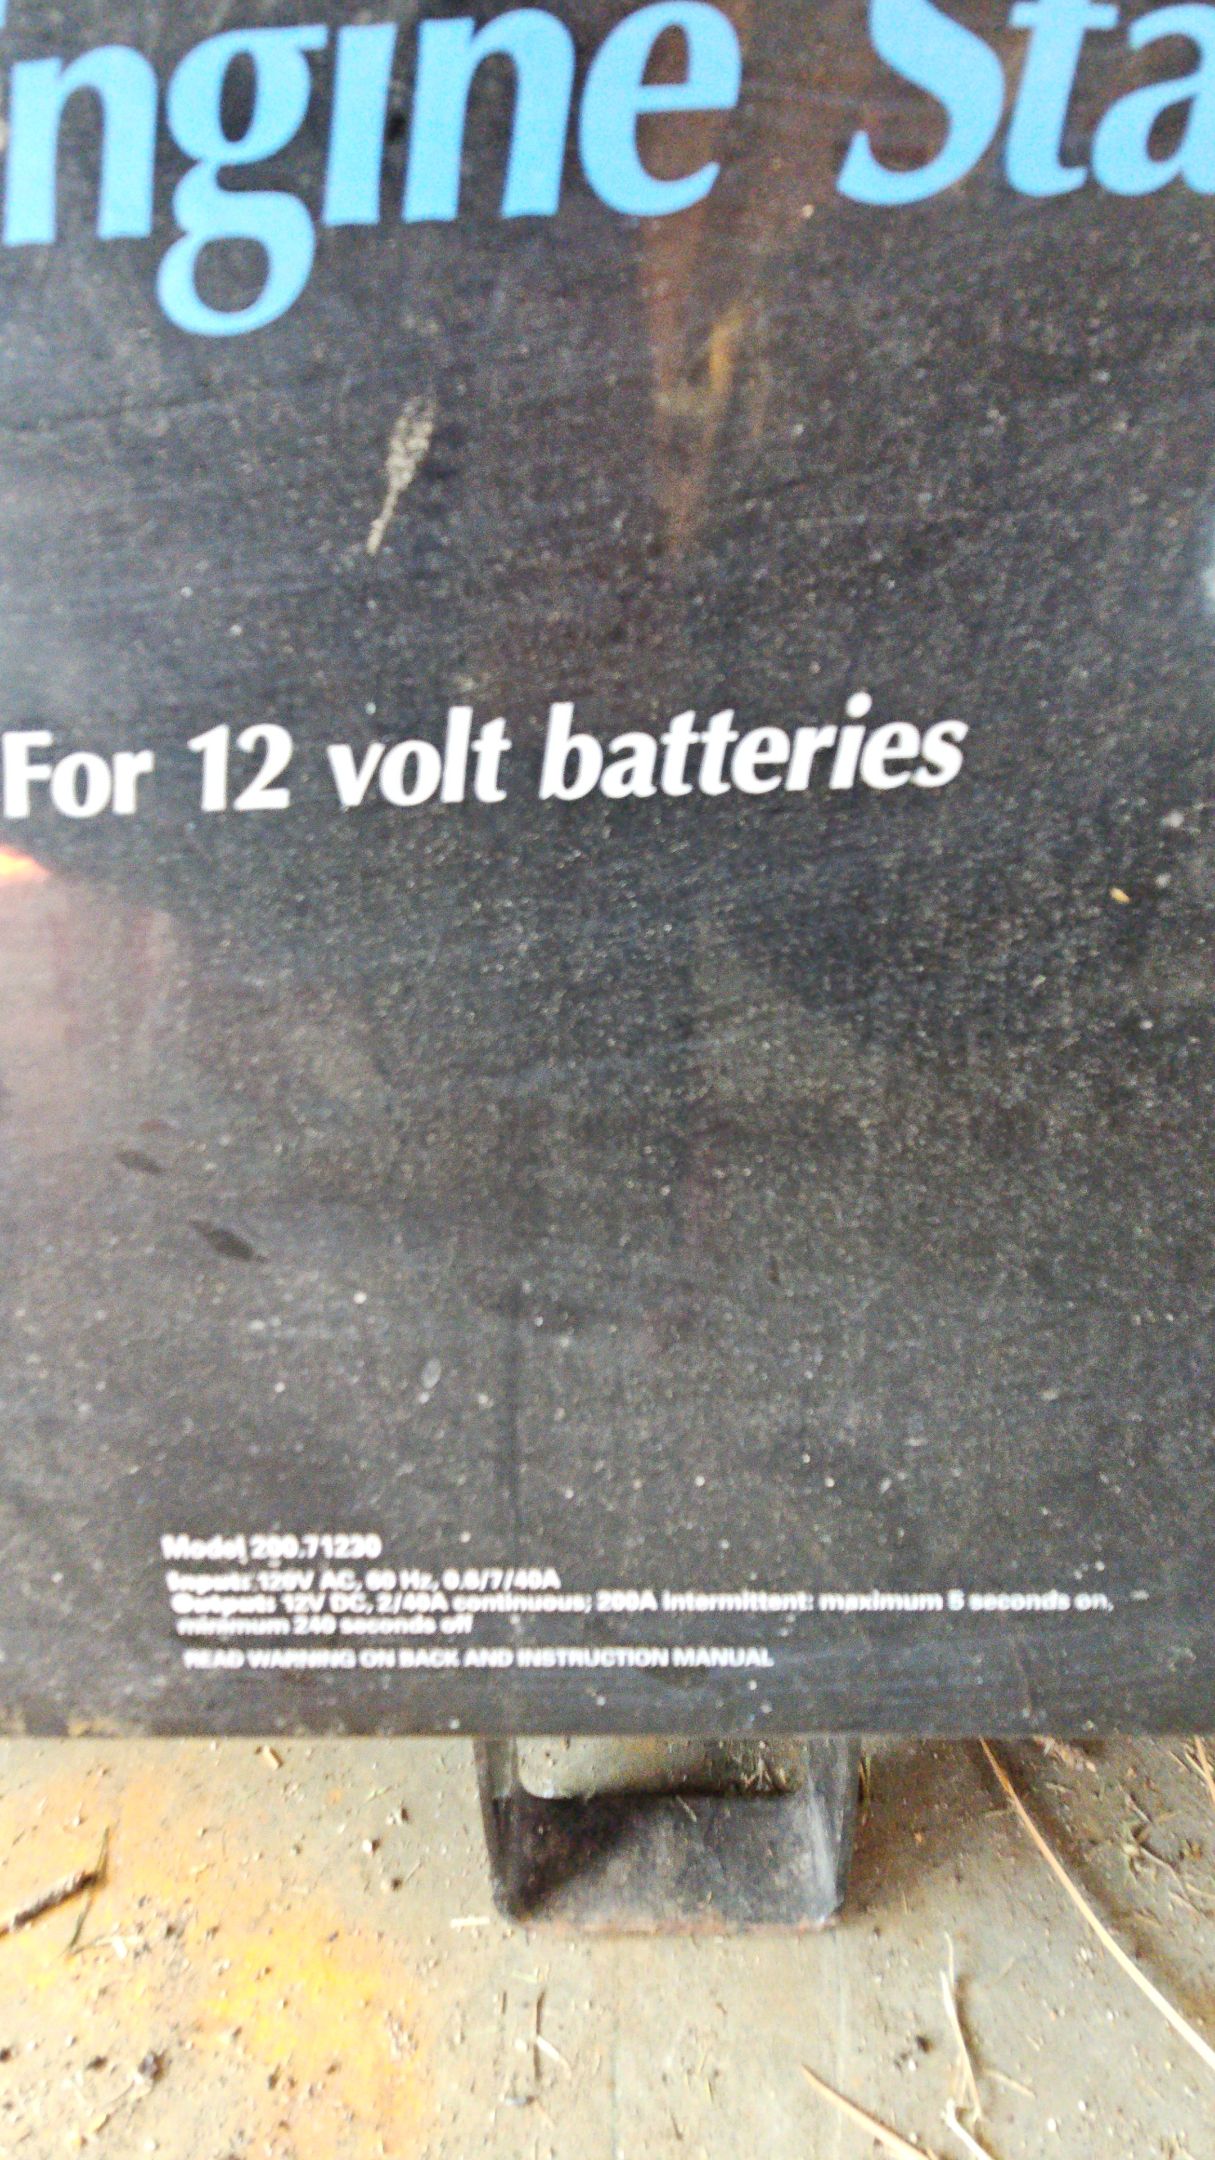 ngine Sta
For 12 volt batteries
Model 200.71230
Input: 120V AC, 60 Hz, 0.6/7/40A
Output: 12V DC, 2/40A continuous; 200A Intermittent: maximum 5 seconds on,
minimum 240 seconds off
READ WARNING ON BACK AND INSTRUCTION MANUAL